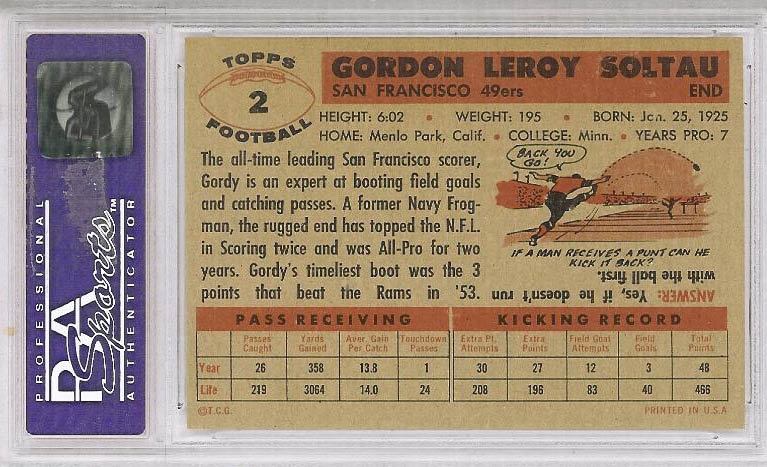 TOPPS
2
FOOTBALL
GORDON LEROY SOLTAU
SAN FRANCISCO 49ers END
HEIGHT: 6:02 • WEIGHT: 195 • BORN: Jan. 25, 1925
HOME: Menlo Park, Calif. • COLLEGE: Minn. • YEARS PRO: 7
The all-time leading San Francisco scorer,
Gordy is an expert at booting field goals
and catching passes. A former Navy Frog-
man, the rugged end has topped the N.F.L.
in Scoring twice and was All-Pro for two
years. Gordy's timeliest boot was the 3
points that beat the Rams in '53.
BACK YOU
GO!
IF A MAN RECEIVES A PUNT CAN HE
KICK IT BACK?
ANSWER: Yes, if he doesn't run
with the ball first.
PASS RECEIVING KICKING RECORD
Passes Caught Yards Gained Aver. Gain Per Catch Touchdown Passes Extra Pt. Attempts Extra Points Field Goal Attempts Field Goals Total Points
Year 26 358 13.8 1 30 27 12 3 48
Life 219 3064 14.0 24 208 196 83 40 466
©T.C.G. PRINTED IN U.S.A
PROFESSIONAL
PSA
Sports™
AUTHENTICATOR